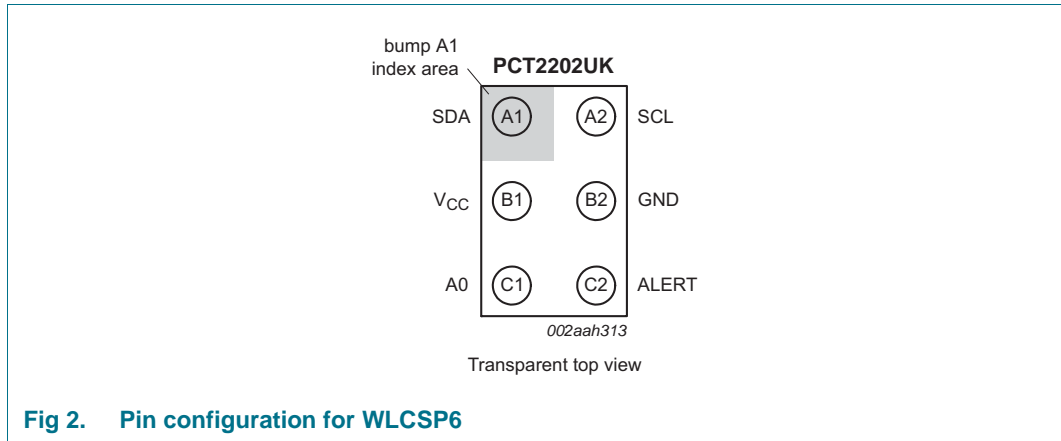 bump A1
index area
PCT2202UK
SDA A1 A2 SCL
VCC B1 B2 GND
A0 C1 C2 ALERT
002aah313
Transparent top view
Fig 2. Pin configuration for WLCSP6